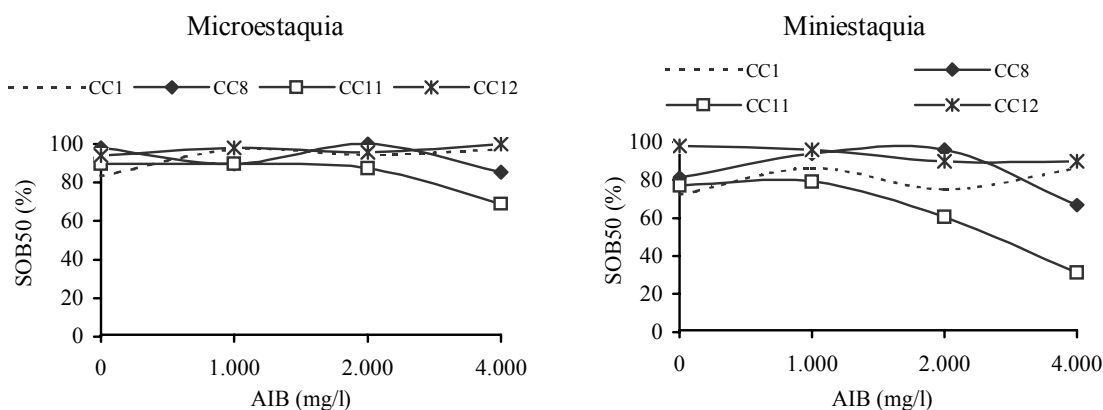 Microestaquia
CC1 CC8 CC11 CC12
100
80
60
40
20
0
SOB50 (%)
0 1.000 2.000 4.000
AIB (mg/l)
Miniestaquia
CC1 CC8
CC11 CC12
100
80
60
40
20
0
SOB50 (%)
0 1.000 2.000 4.000
AIB (mg/l)